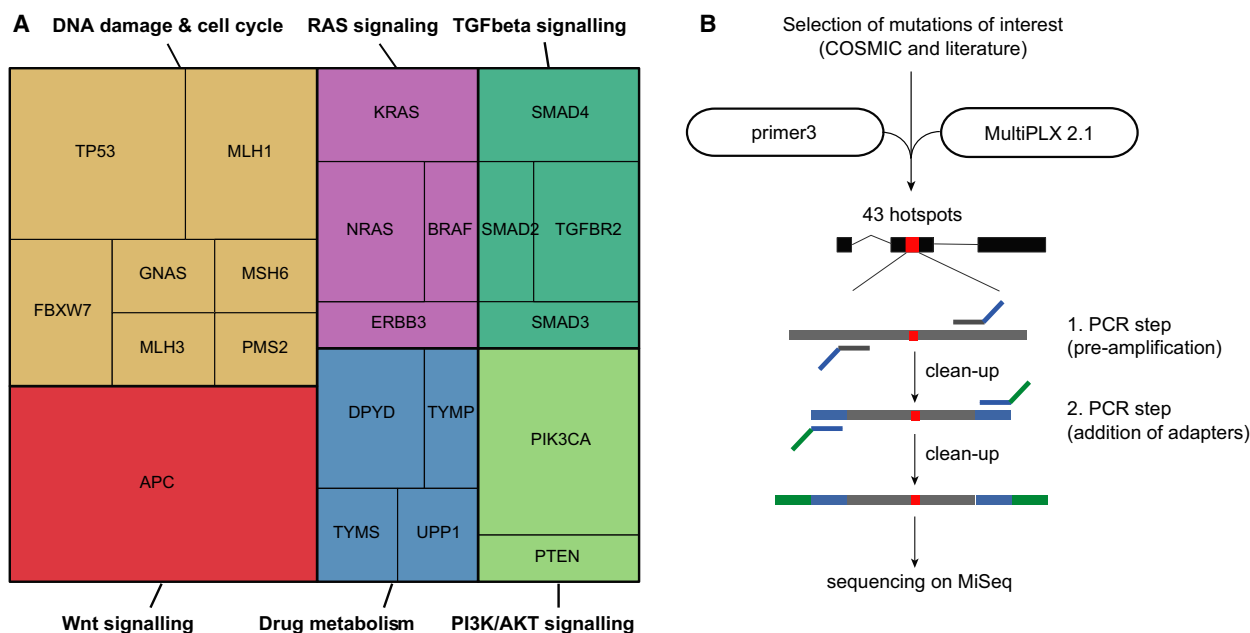 A
DNA damage & cell cycle
RAS signaling
TGFbeta signalling
TP53
MLH1
FBXW7
GNAS
MSH6
MLH3
PMS2
KRAS
NRAS
BRAF
ERBB3
SMAD4
SMAD2
TGFBR2
SMAD3
APC
DPYD
TYMP
TYMS
UPP1
PIK3CA
PTEN
Wnt signalling
Drug metabolism
PI3K/AKT signalling
B
Selection of mutations of interest
(COSMIC and literature)
primer3
MultiPLX 2.1
43 hotspots
1. PCR step
(pre-amplification)
clean-up
2. PCR step
(addition of adapters)
clean-up
sequencing on MiSeq